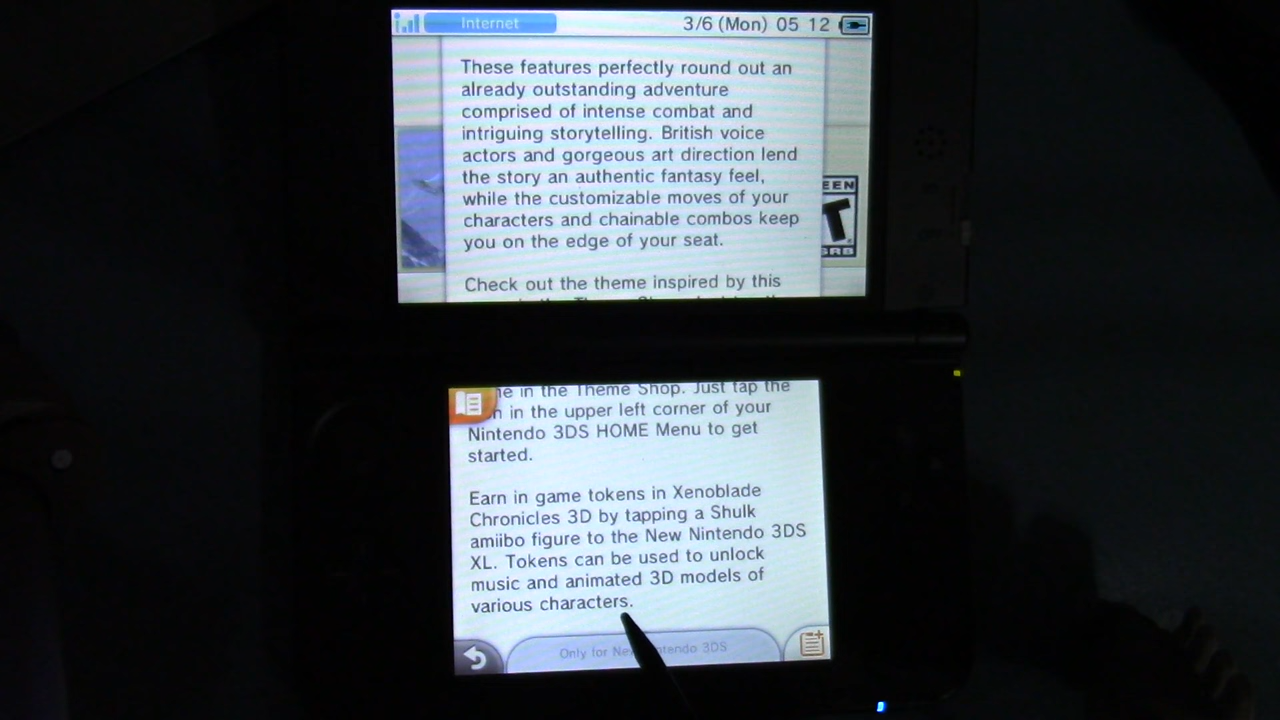 Internet
3/6 (Mon) 05 12
These features perfectly round out an
already outstanding adventure
comprised of intense combat and
intriguing storytelling. British voice
actors and gorgeous art direction lend
the story an authentic fantasy feel,
while the customizable moves of your
characters and chainable combos keep
you on the edge of your seat.
EEN
T
Check out the theme inspired by this
in the Theme Shop. Just tap the
in in the upper left corner of your
Nintendo 3DS HOME Menu to get
started.
Earn in game tokens in Xenoblade
Chronicles 3D by tapping a Shulk
amiibo figure to the New Nintendo 3DS
XL. Tokens can be used to unlock
music and animated 3D models of
various characters.
Only for New Nintendo 3DS